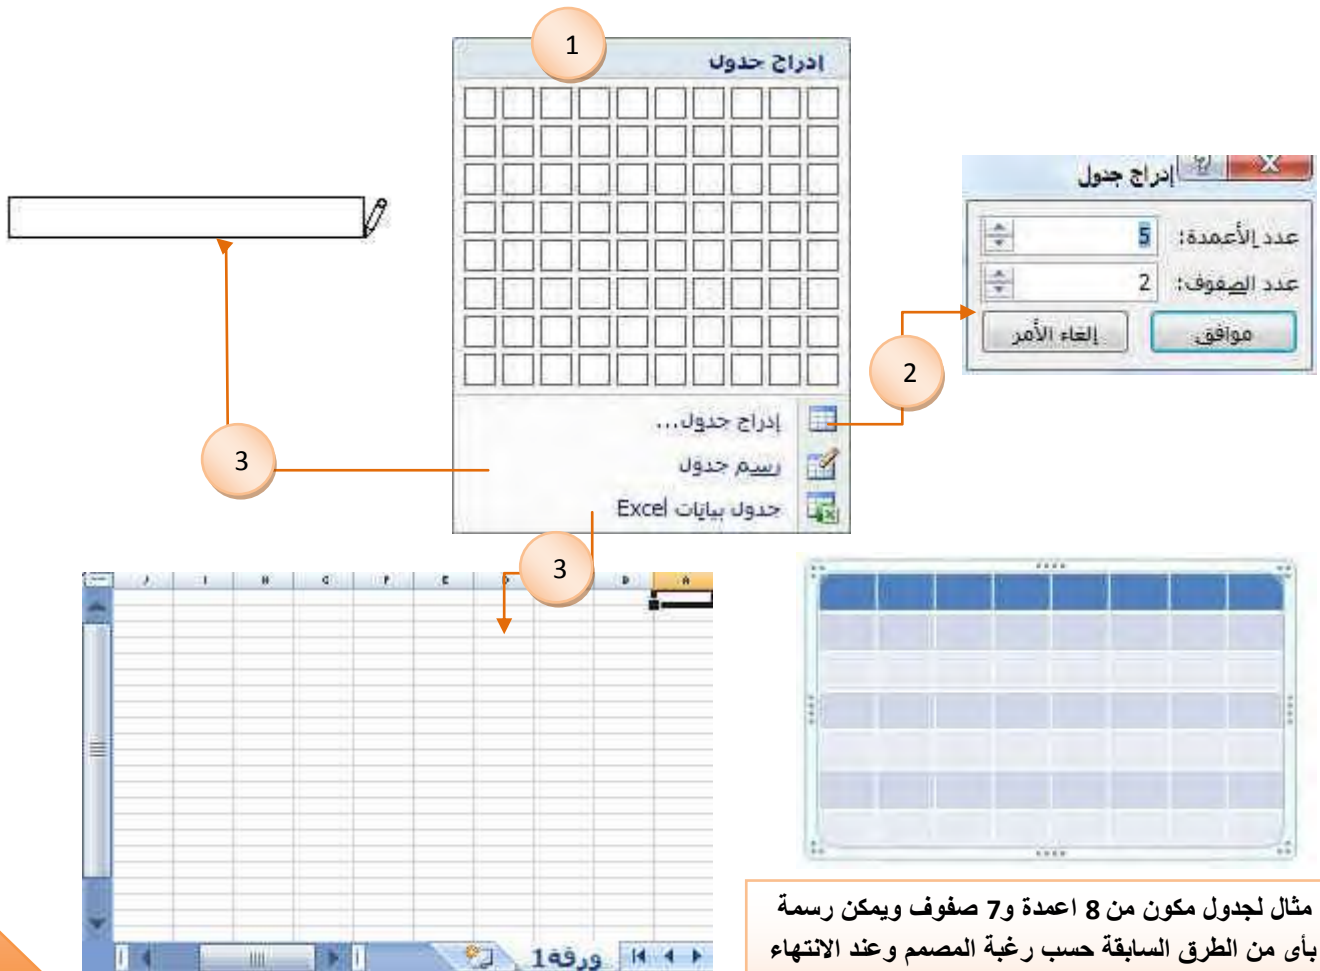 1
إدراج جدول
إدراج جدول...
رسم جدول
جدول بيانات Excel
2
إدراج جدول
عدد الأعمدة: 5
عدد الصفوف: 2
موافق
إلغاء الأمر
3
3
A
ورقة1
مثال لجدول مكون من 8 اعمدة و7 صفوف ويمكن رسمة
بأى من الطرق السابقة حسب رغبة المصمم وعند الانتهاء